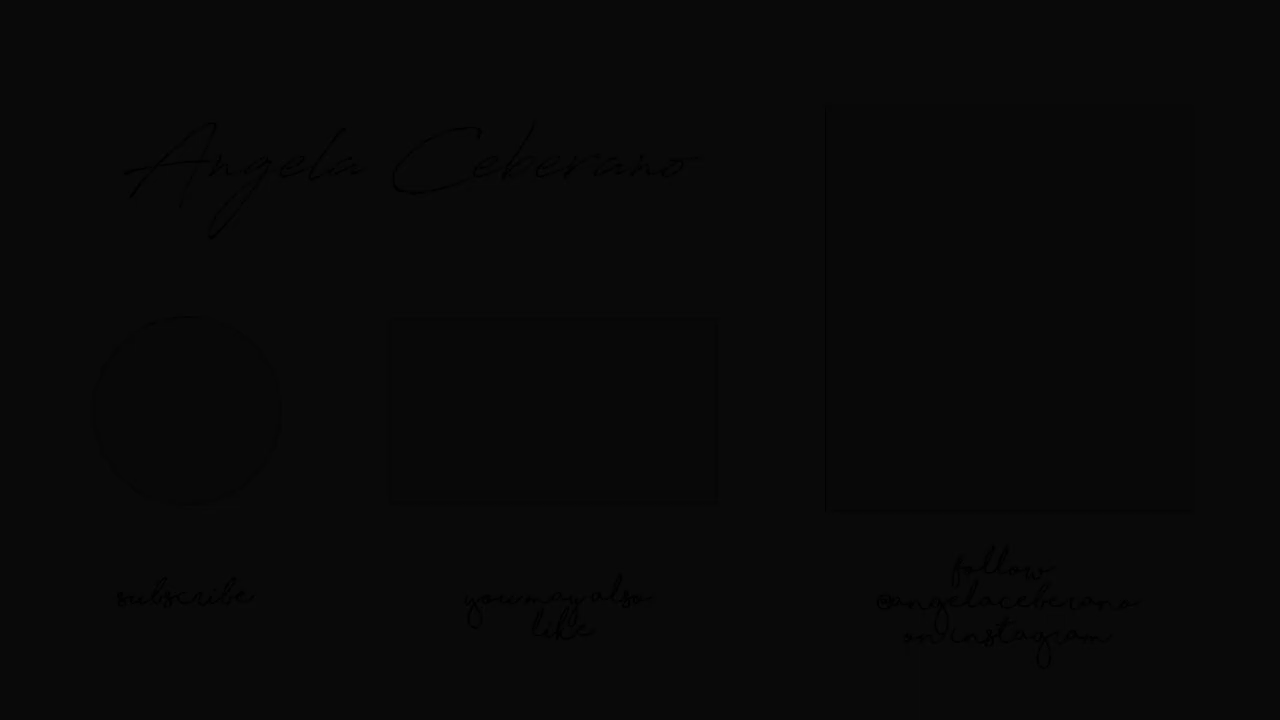 Angela Ceberano
subscribe
you may also
like
follow
@angelaceberano
on instagram